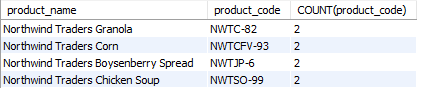 product_name product_code COUNT(product_code)
Northwind Traders Granola NWTC-82 2
Northwind Traders Corn NWTCFV-93 2
Northwind Traders Boysenberry Spread NWTJP-6 2
Northwind Traders Chicken Soup NWTSO-99 2